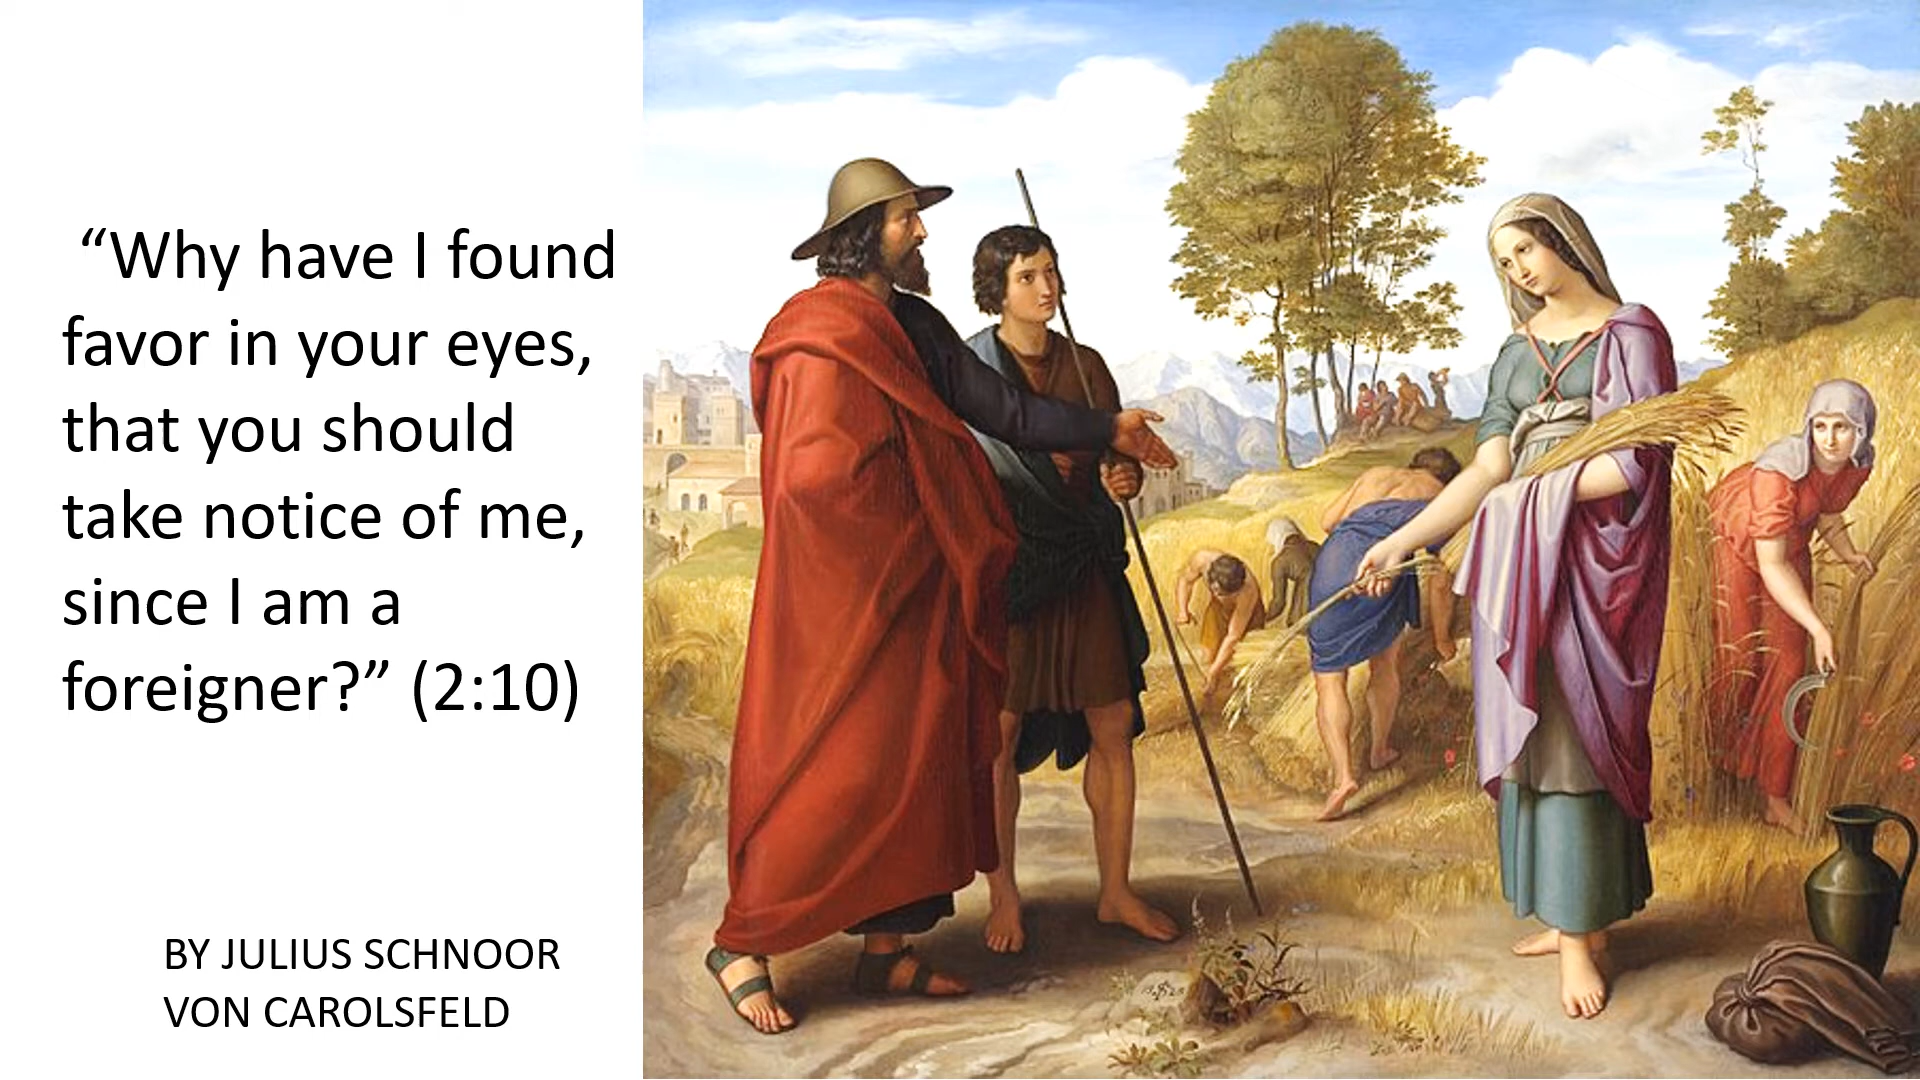 “Why have I found
favor in your eyes,
that you should
take notice of me,
since I am a
foreigner?” (2:10)
BY JULIUS SCHNOOR
VON CAROLSFELD